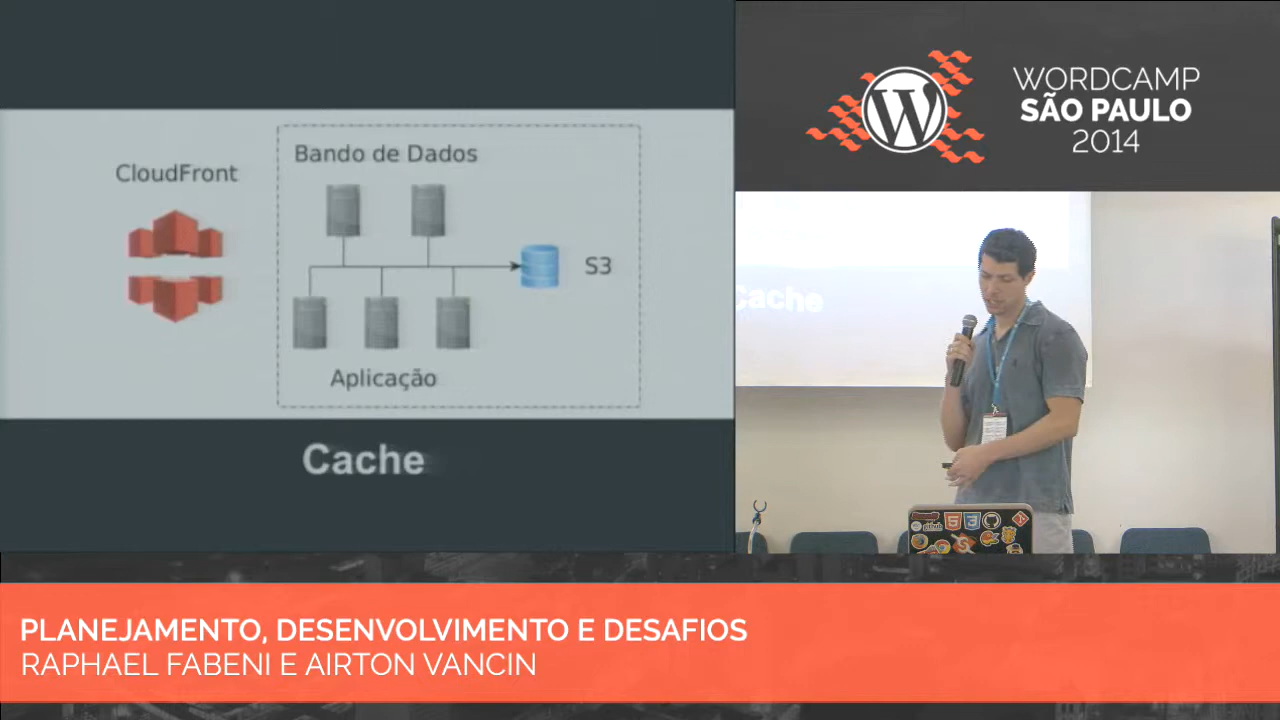 CloudFront
Bando de Dados
S3
Aplicação
Cache
WORDCAMP
SÃO PAULO
2014
Cache
PLANEJAMENTO, DESENVOLVIMENTO E DESAFIOS
RAPHAEL FABENI E AIRTON VANCIN